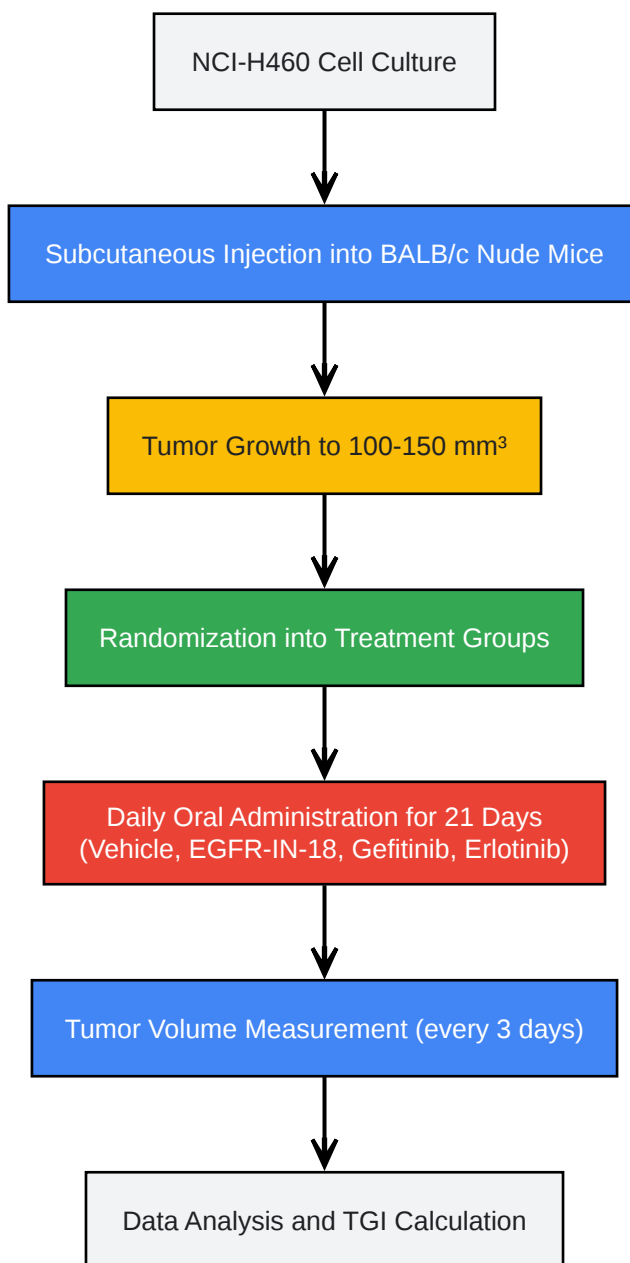 NCI-H460 Cell Culture
Subcutaneous Injection into BALB/c Nude Mice
Tumor Growth to 100-150 mm³
Randomization into Treatment Groups
Daily Oral Administration for 21 Days
(Vehicle, EGFR-IN-18, Gefitinib, Erlotinib)
Tumor Volume Measurement (every 3 days)
Data Analysis and TGI Calculation